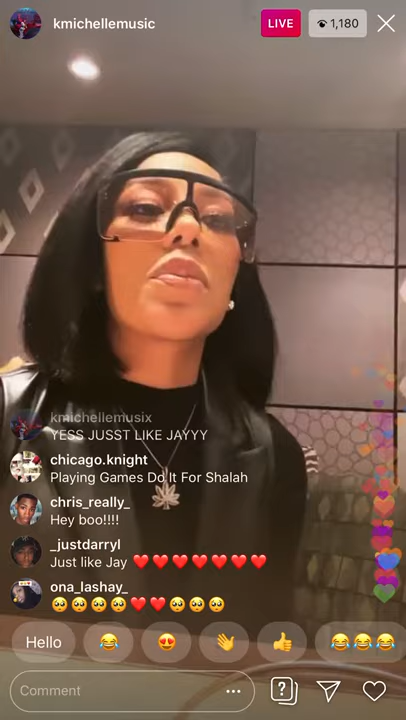 kmichellemusic
LIVE
1,180
kmichellemusix
YESS JUSST LIKE JAYYY
chicago.knight
Playing Games Do It For Shalah
chris_really_
Hey boo!!!!
_justdarryl
Just like Jay ❤️❤️❤️❤️❤️❤️❤️
ona_lashay_
🥺🥺🥺🥺❤️❤️🥺🥺🥺
Hello 😂 😍 👋 👍 😂😂😂
Comment